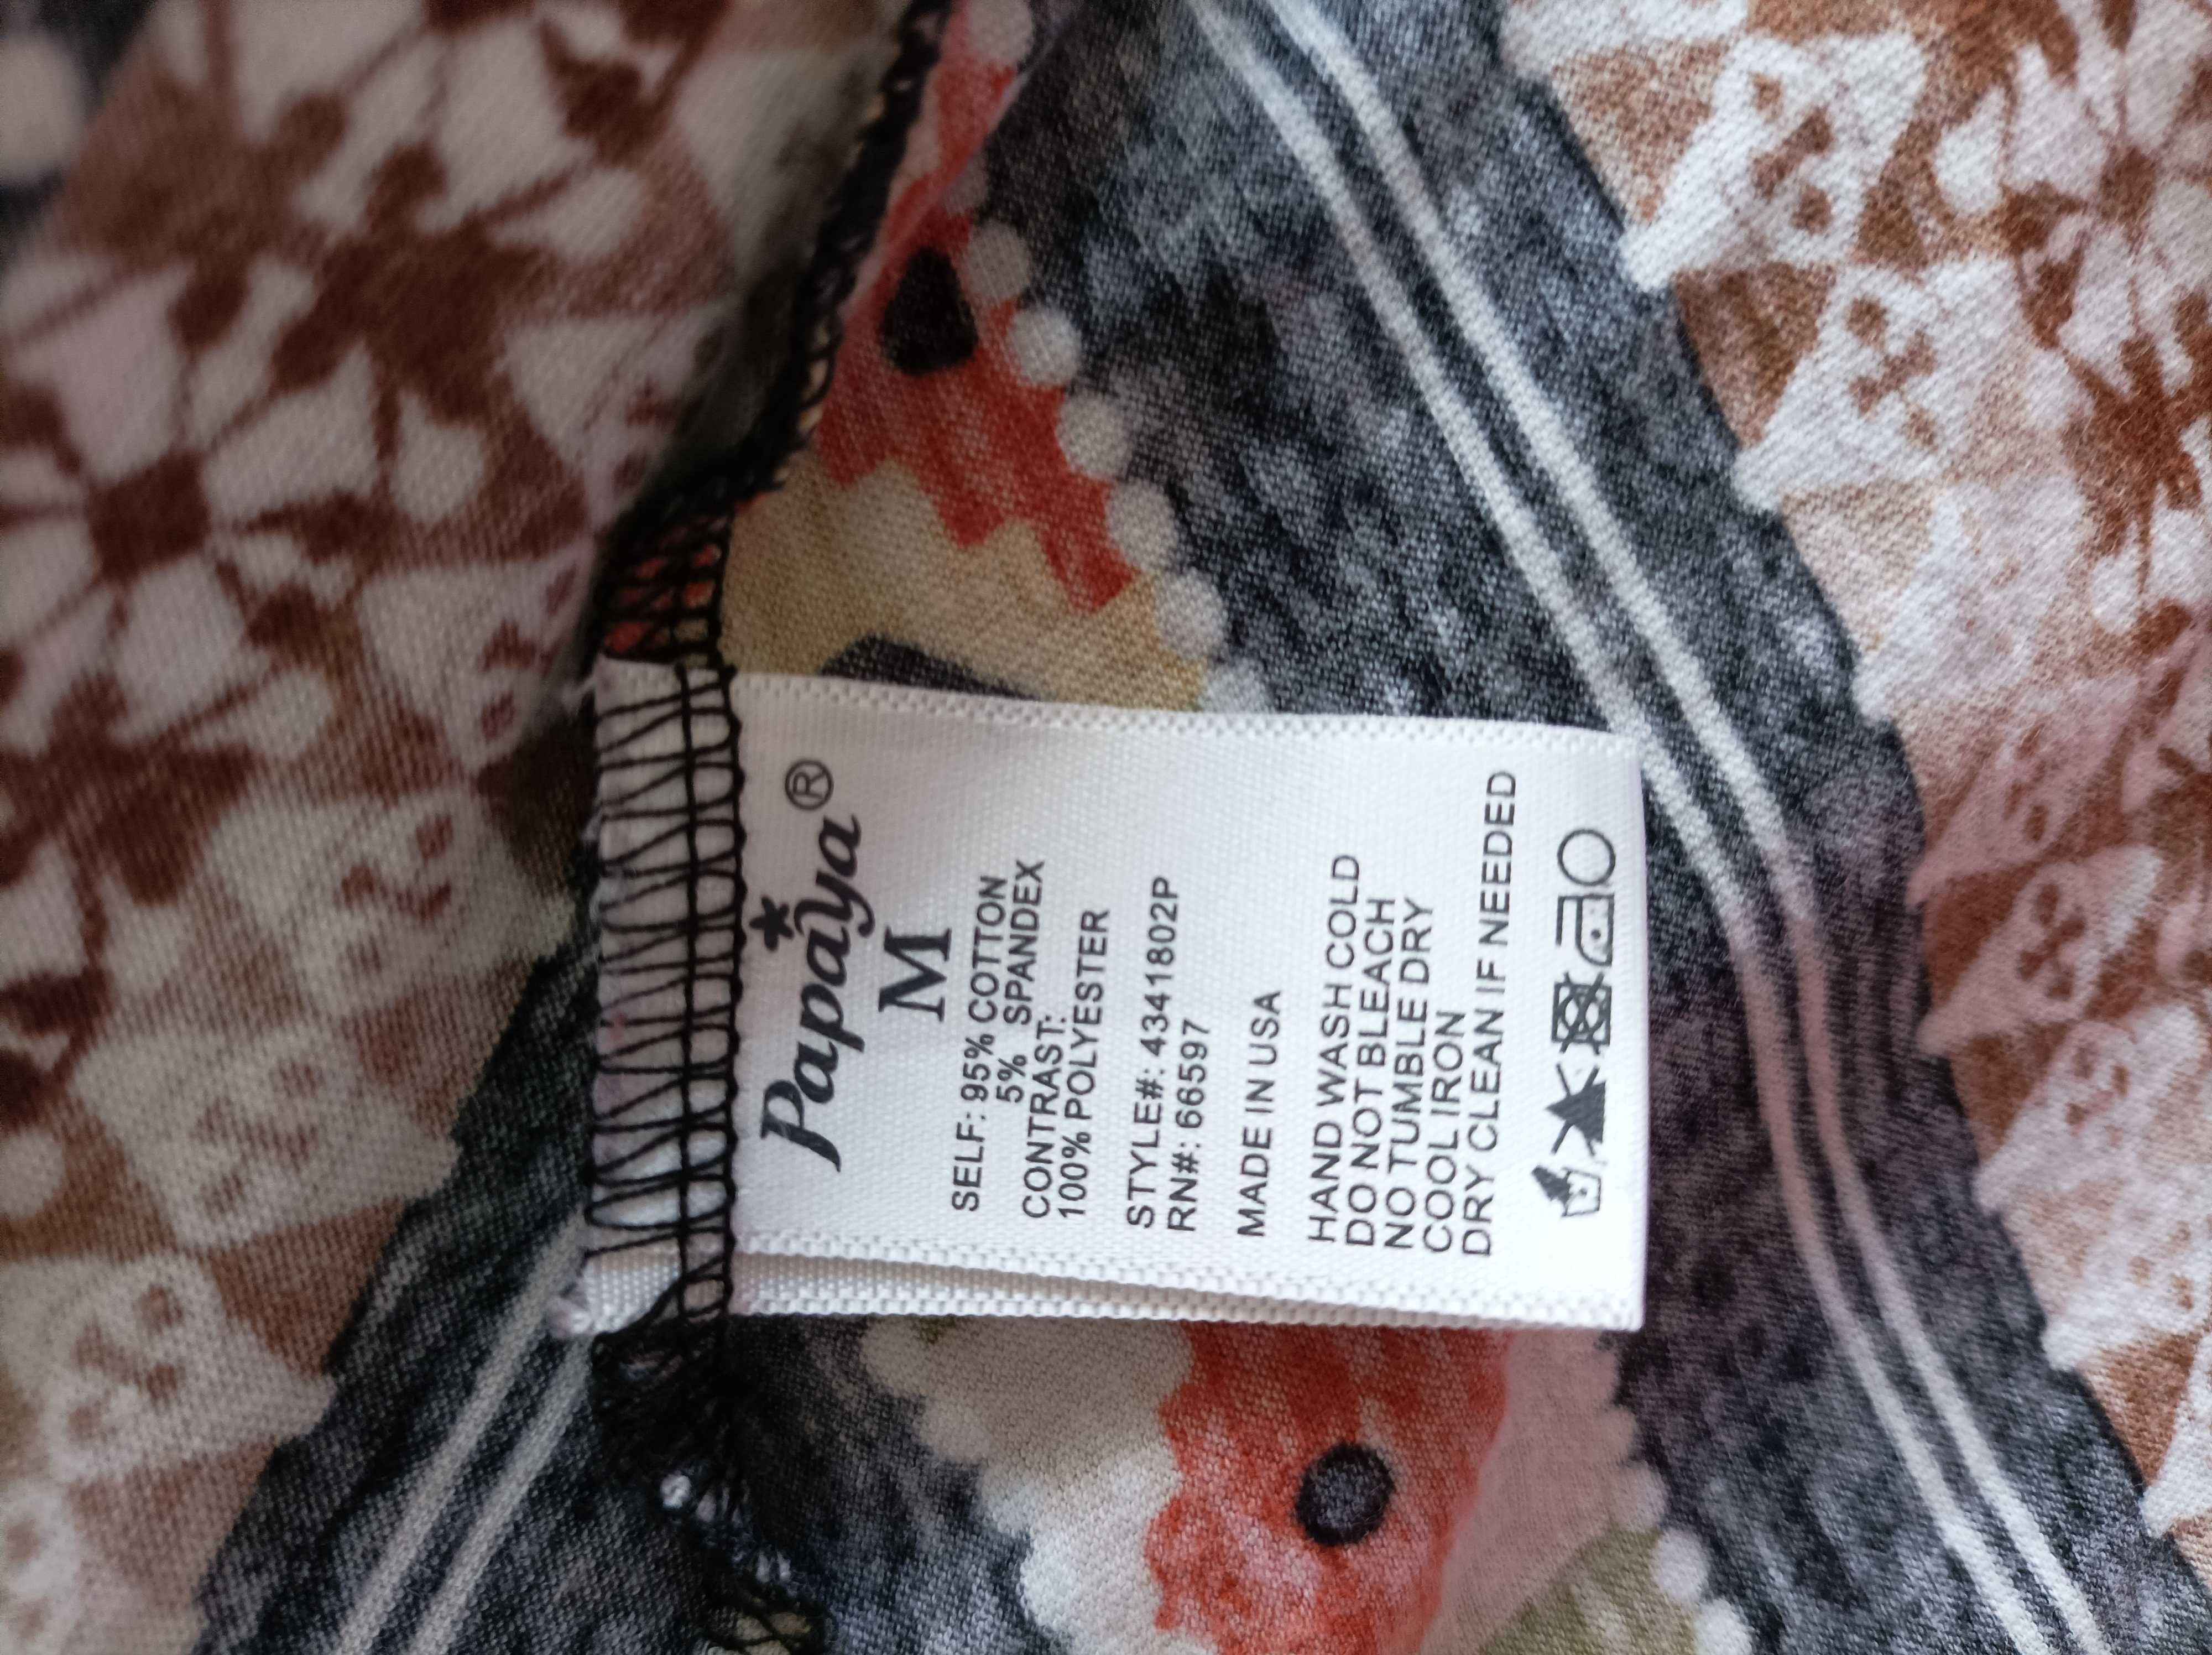 Papaya®
M
SELF: 95% COTTON
5% SPANDEX
CONTRAST:
100% POLYESTER
STYLE#: 4341802P
RN#: 66597
MADE IN USA
HAND WASH COLD
DO NOT BLEACH
NO TUMBLE DRY
COOL IRON
DRY CLEAN IF NEEDED